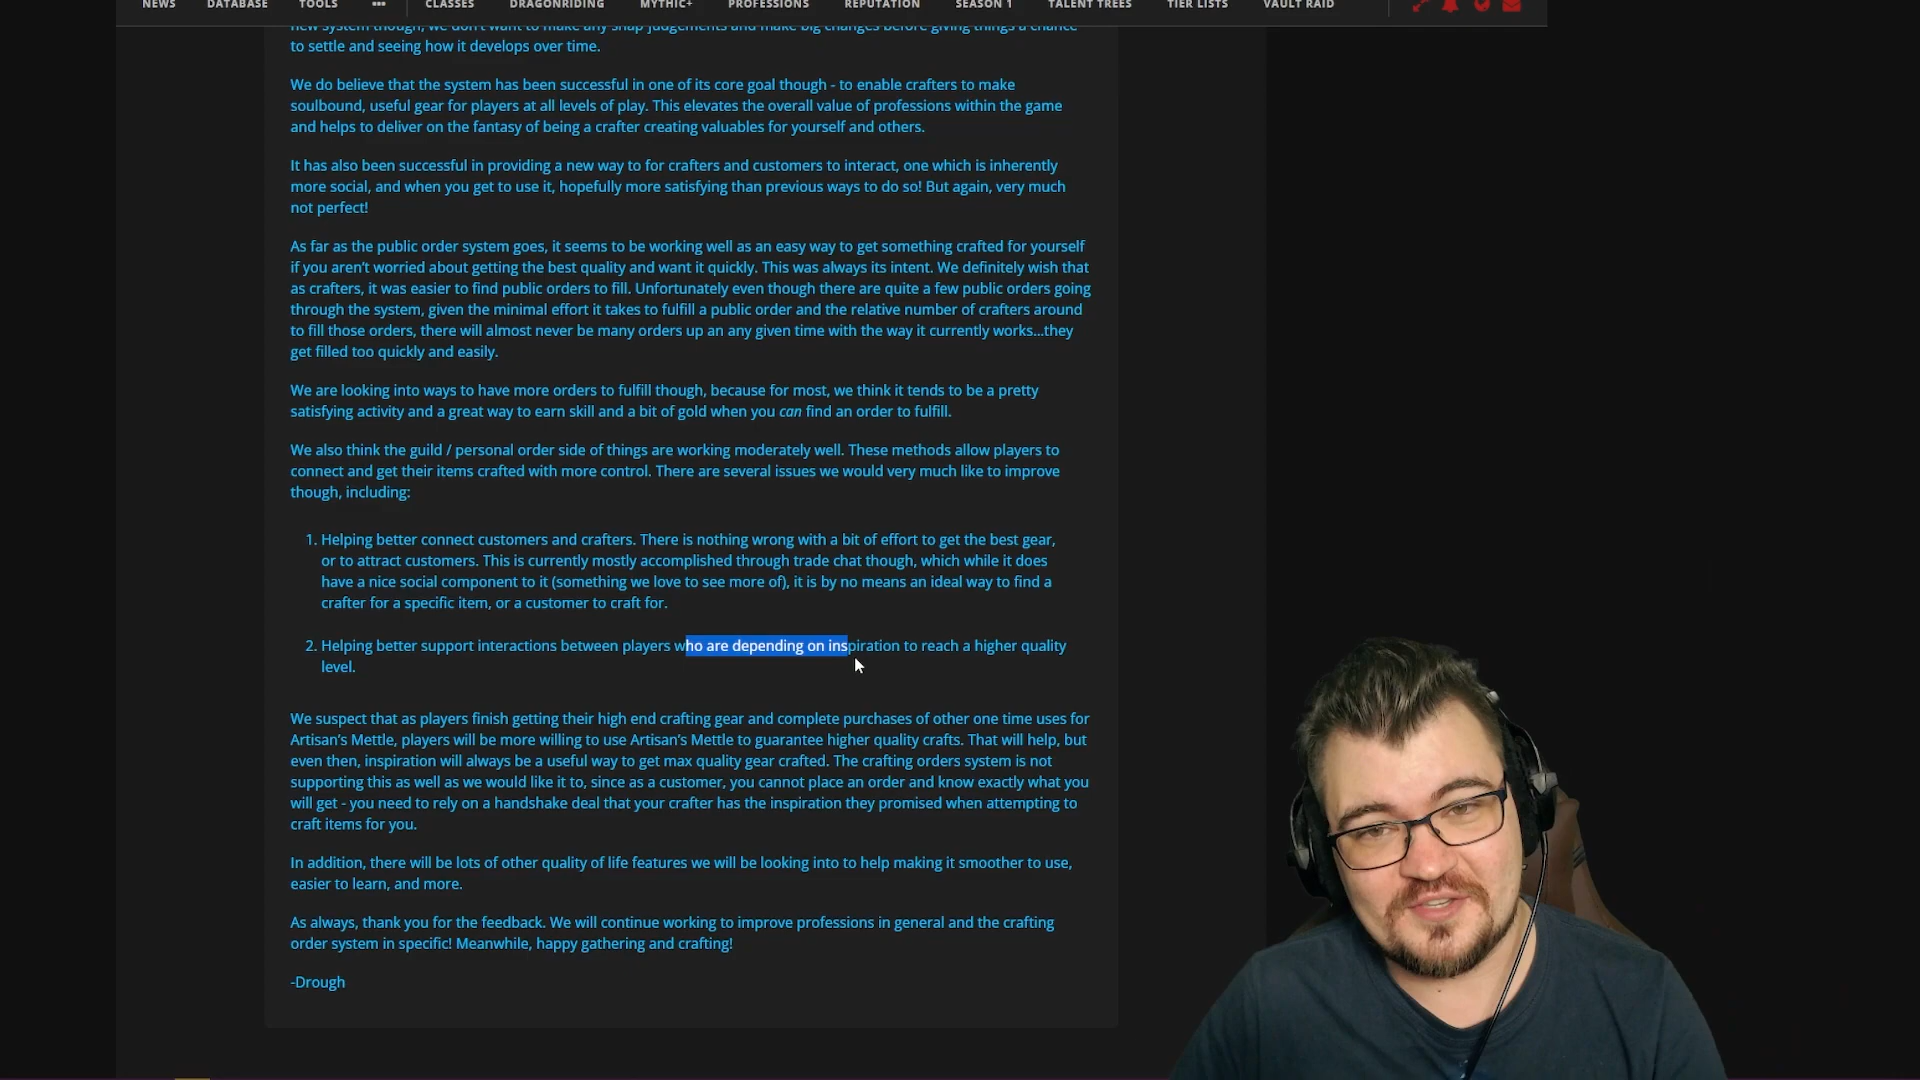 NEWS DATABASE TOOLS ... CLASSES DRAGONRIDING MYTHIC+ PROFESSIONS REPUTATION SEASON 1 TALENT TREES TIER LISTS VAULT RAID
new system though, we don't want to make any snap judgements and make big changes before giving things a chance
to settle and seeing how it develops over time.
We do believe that the system has been successful in one of its core goal though - to enable crafters to make
soulbound, useful gear for players at all levels of play. This elevates the overall value of professions within the game
and helps to deliver on the fantasy of being a crafter creating valuables for yourself and others.
It has also been successful in providing a new way to for crafters and customers to interact, one which is inherently
more social, and when you get to use it, hopefully more satisfying than previous ways to do so! But again, very much
not perfect!
As far as the public order system goes, it seems to be working well as an easy way to get something crafted for yourself
if you aren't worried about getting the best quality and want it quickly. This was always its intent. We definitely wish that
as crafters, it was easier to find public orders to fill. Unfortunately even though there are quite a few public orders going
through the system, given the minimal effort it takes to fulfill a public order and the relative number of crafters around
to fill those orders, there will almost never be many orders up an any given time with the way it currently works...they
get filled too quickly and easily.
We are looking into ways to have more orders to fulfill though, because for most, we think it tends to be a pretty
satisfying activity and a great way to earn skill and a bit of gold when you can find an order to fulfill.
We also think the guild / personal order side of things are working moderately well. These methods allow players to
connect and get their items crafted with more control. There are several issues we would very much like to improve
though, including:
1. Helping better connect customers and crafters. There is nothing wrong with a bit of effort to get the best gear,
or to attract customers. This is currently mostly accomplished through trade chat though, which while it does
have a nice social component to it (something we love to see more of), it is by no means an ideal way to find a
crafter for a specific item, or a customer to craft for.
2. Helping better support interactions between players who are depending on inspiration to reach a higher quality
level.
We suspect that as players finish getting their high end crafting gear and complete purchases of other one time uses for
Artisan's Mettle, players will be more willing to use Artisan's Mettle to guarantee higher quality crafts. That will help, but
even then, inspiration will always be a useful way to get max quality gear crafted. The crafting orders system is not
supporting this as well as we would like it to, since as a customer, you cannot place an order and know exactly what you
will get - you need to rely on a handshake deal that your crafter has the inspiration they promised when attempting to
craft items for you.
In addition, there will be lots of other quality of life features we will be looking into to help making it smoother to use,
easier to learn, and more.
As always, thank you for the feedback. We will continue working to improve professions in general and the crafting
order system in specific! Meanwhile, happy gathering and crafting!
-Drough